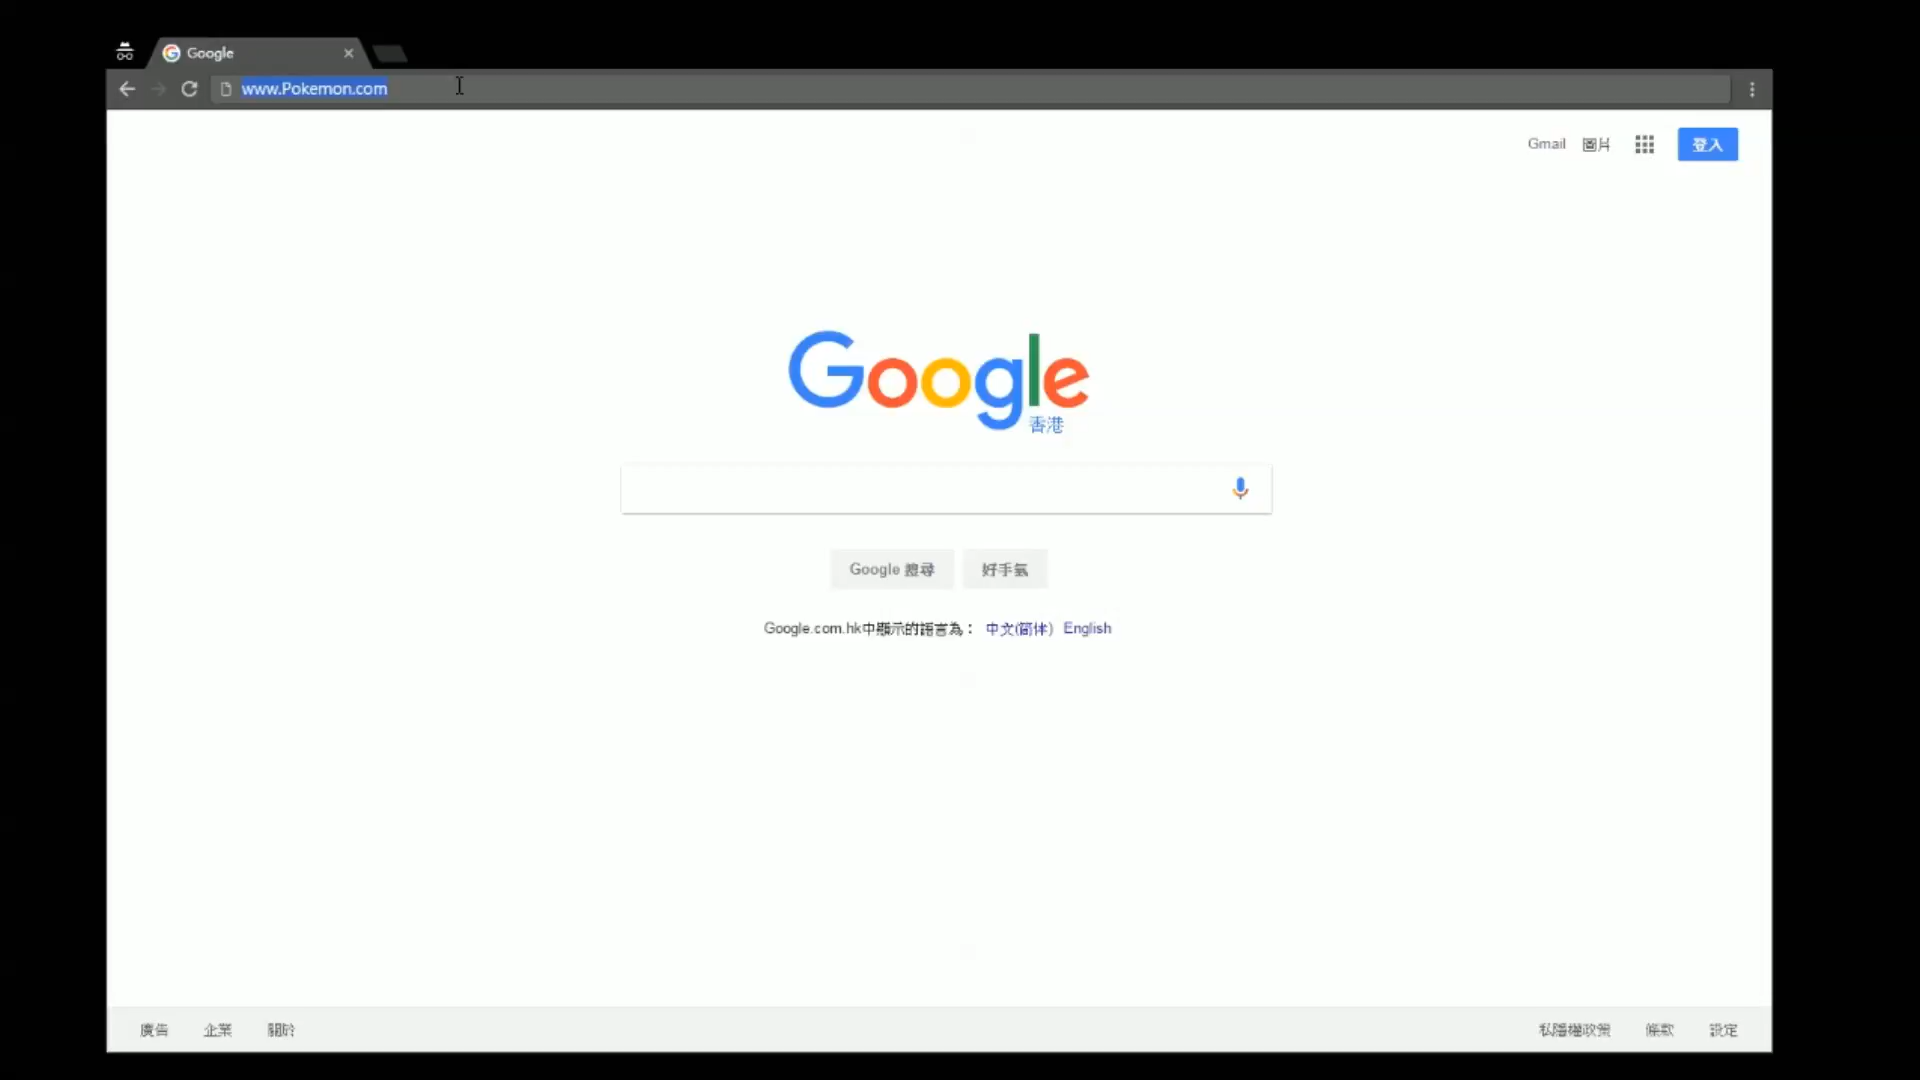 Google
www.Pokemon.com
Gmail 圖片 登入
Google
香港
Google 搜尋 好手氣
Google.com.hk中顯示的語言為： 中文(简体) English
廣告 企業 關於 私隱權政策 條款 設定